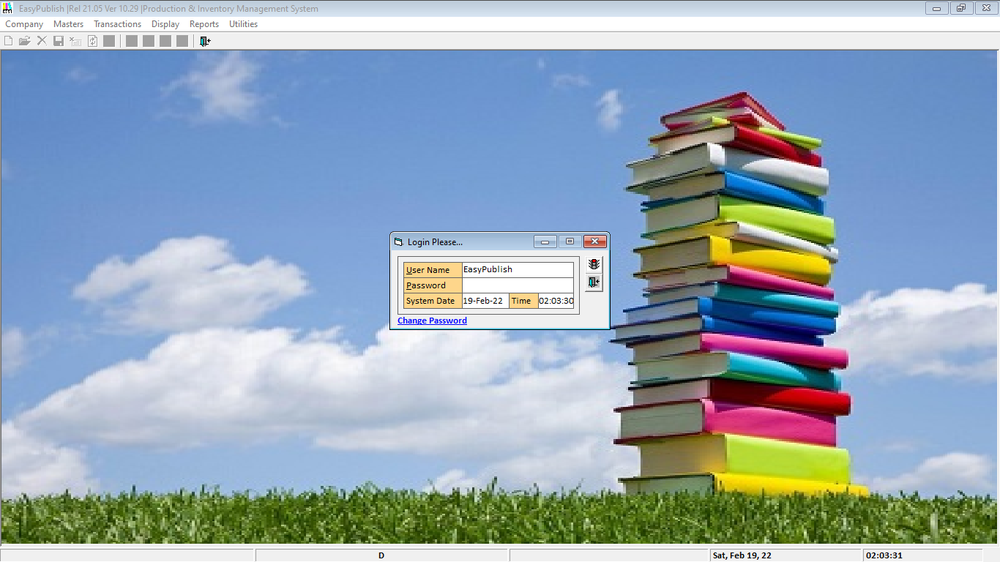 EasyPublish |Rel 21.05 Ver 10.29 |Production & Inventory Management System
Company Masters Transactions Display Reports Utilities
Login Please...
User Name EasyPublish
Password
System Date 19-Feb-22 Time 02:03:30
Change Password
D Sat, Feb 19, 22 02:03:31